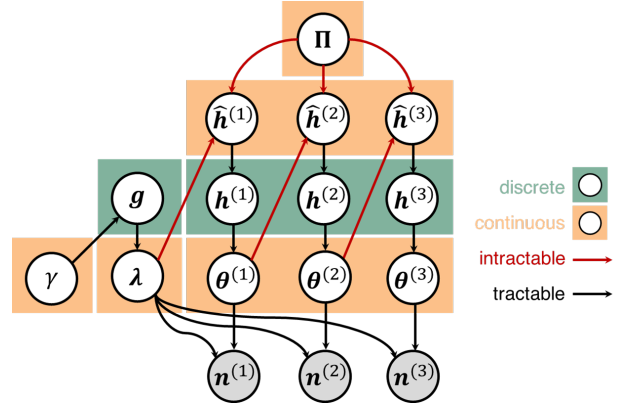 Π
ĥ⁽¹⁾ ĥ⁽²⁾ ĥ⁽³⁾
g h⁽¹⁾ h⁽²⁾ h⁽³⁾
γ λ θ⁽¹⁾ θ⁽²⁾ θ⁽³⁾
n⁽¹⁾ n⁽²⁾ n⁽³⁾
discrete
continuous
intractable
tractable